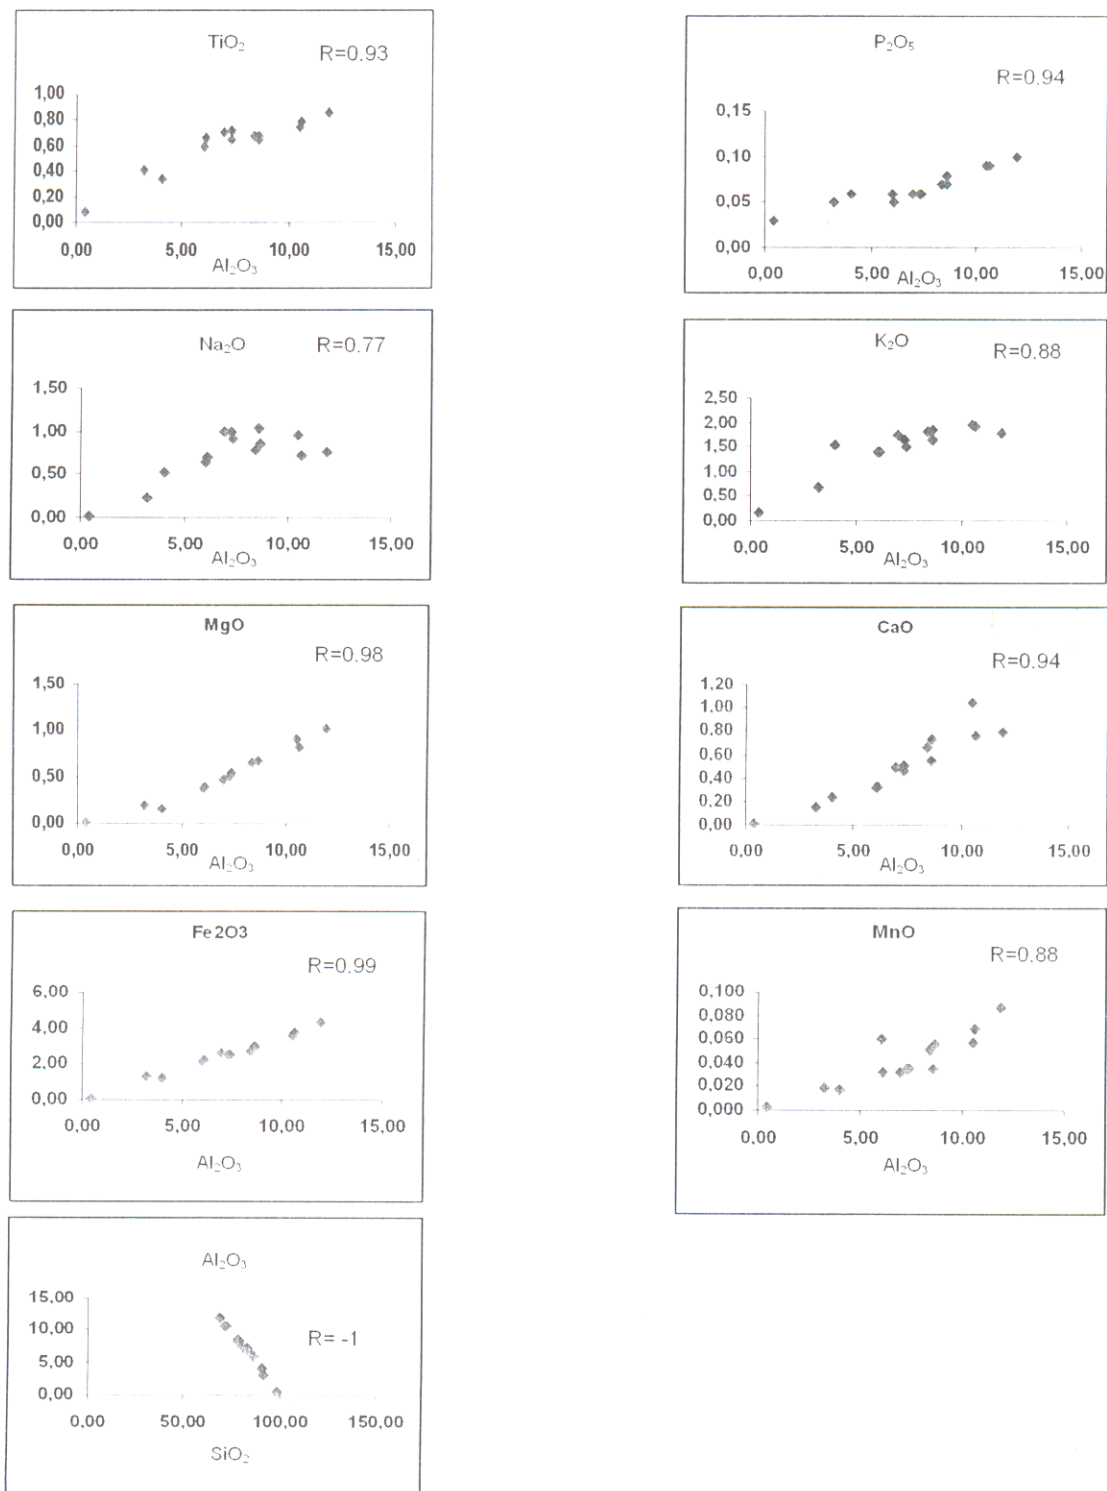 TiO₂
R=0.93
1,00
0,80
0,60
0,40
0,20
0,00
0,00 5,00 10,00 15,00
Al₂O₃
P₂O₅
R=0.94
0,15
0,10
0,05
0,00
0,00 5,00 10,00 15,00
Al₂O₃
Na₂O R=0.77
1,50
1,00
0,50
0,00
0,00 5,00 10,00 15,00
Al₂O₃
K₂O
R=0.88
2,50
2,00
1,50
1,00
0,50
0,00
0,00 5,00 10,00 15,00
Al₂O₃
MgO
R=0.98
1,50
1,00
0,50
0,00
0,00 5,00 10,00 15,00
Al₂O₃
CaO
R=0.94
1,20
1,00
0,80
0,60
0,40
0,20
0,00
0,00 5,00 10,00 15,00
Al₂O₃
Fe2O3
R=0.99
6,00
4,00
2,00
0,00
0,00 5,00 10,00 15,00
Al₂O₃
MnO
R=0.88
0,100
0,080
0,060
0,040
0,020
0,000
0,00 5,00 10,00 15,00
Al₂O₃
Al₂O₃
15,00
10,00
5,00
0,00
R= -1
0,00 50,00 100,00 150,00
SiO₂